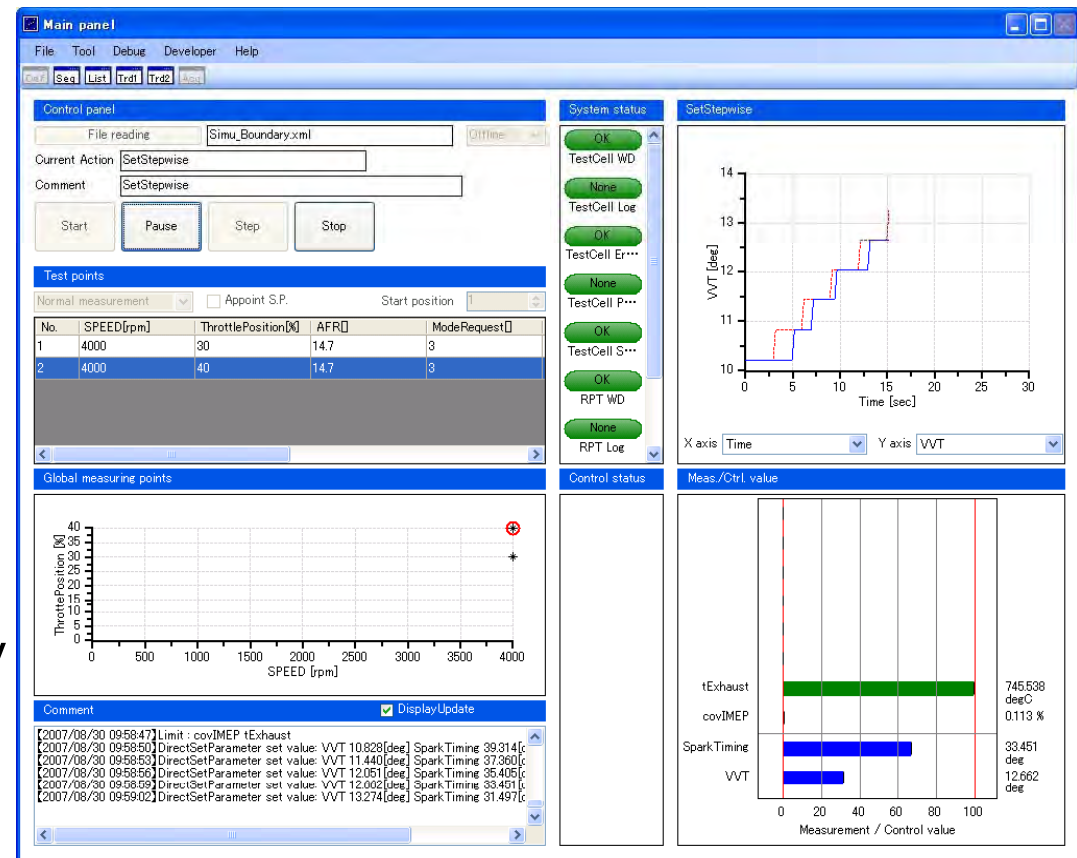 Main panel
File Tool Debug Developer Help
Seq List Trd1 Trd2
Control panel
File reading Simu_Boundary.xml Offline
Current Action SetStepwise
Comment SetStepwise
Start Pause Step Stop
Test points
Normal measurement Appoint S.P. Start position 1
No. SPEED[rpm] ThrottlePosition[%] AFR[] ModeRequest[]
1 4000 30 14.7 3
2 4000 40 14.7 3
System status
OK
TestCell WD
None
TestCell Log
OK
TestCell Er…
None
TestCell P…
OK
TestCell S…
OK
RPT WD
None
RPT Log
SetStepwise
14
13
12
11
10
VVT [deg]
0 5 10 15 20 25 30
Time [sec]
X axis Time Y axis VVT
Global measuring points
40
35
30
25
20
15
10
5
0
ThrottlePosition [%]
0 500 1000 1500 2000 2500 3000 3500 4000
SPEED [rpm]
y
Comment DisplayUpdate
【2007/08/30 09:58:47】Limit : covIMEP tExhaust
【2007/08/30 09:58:50】DirectSetParameter set value: VVT 10.828[deg] SparkTiming 39.314[
【2007/08/30 09:58:53】DirectSetParameter set value: VVT 11.440[deg] SparkTiming 37.360[
【2007/08/30 09:58:56】DirectSetParameter set value: VVT 12.051[deg] SparkTiming 35.405[
【2007/08/30 09:58:59】DirectSetParameter set value: VVT [deg] SparkTiming 33.451[
【2007/08/30 09:59:02】DirectSetParameter set value: VVT 13.274[deg] SparkTiming 31.497[
Control status
Meas./Ctrl. value
tExhaust 745.538 degC
covIMEP 0.113 %
SparkTiming 33.451 deg
VVT 12.662 deg
0 20 40 60 80 100
Measurement / Control value